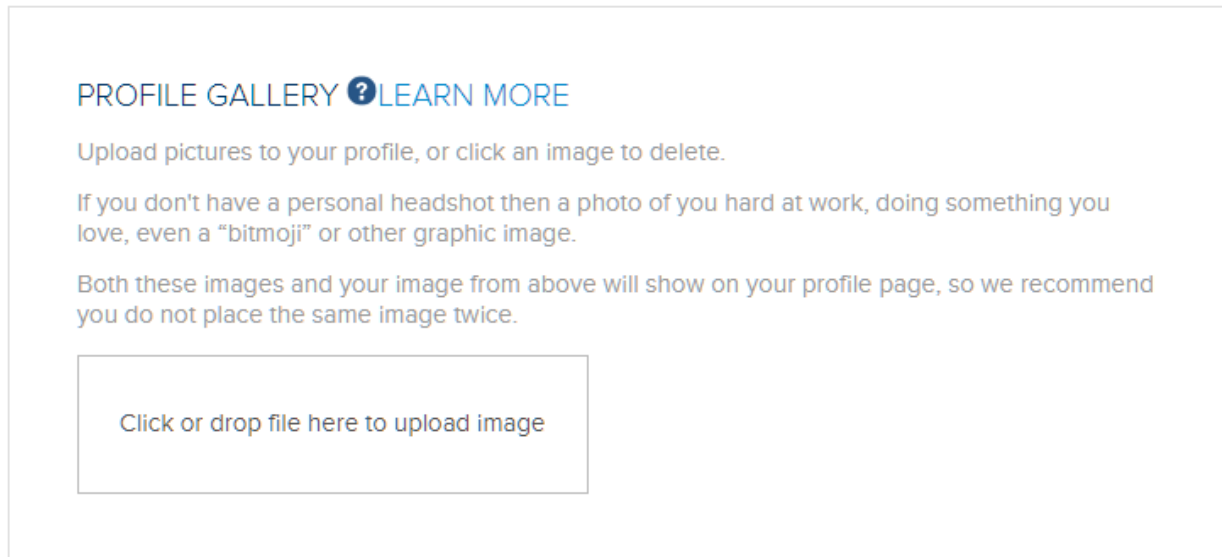 PROFILE GALLERY ?LEARN MORE
Upload pictures to your profile, or click an image to delete.
If you don't have a personal headshot then a photo of you hard at work, doing something you
love, even a “bitmoji” or other graphic image.
Both these images and your image from above will show on your profile page, so we recommend
you do not place the same image twice.
Click or drop file here to upload image